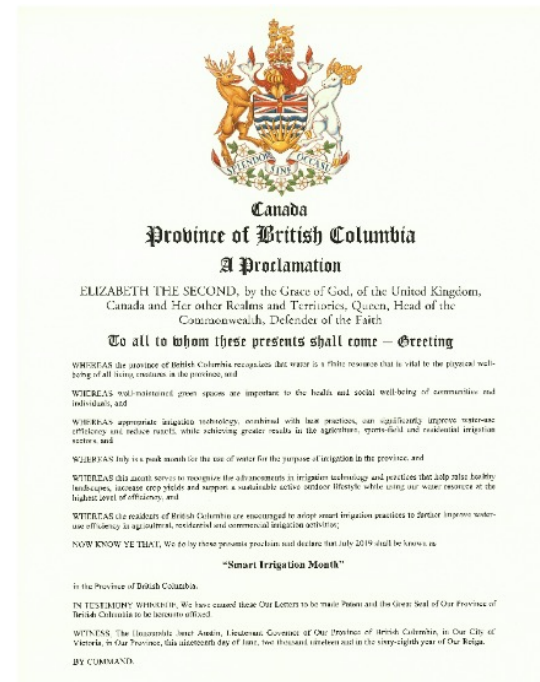 SPLENDOR SINE OCCASU
Canada
Province of British Columbia
A Proclamation
ELIZABETH THE SECOND, by the Grace of God, of the United Kingdom,
Canada and Her other Realms and Territories, Queen, Head of the
Commonwealth, Defender of the Faith
To all to whom these presents shall come – Greeting
WHEREAS the province of British Columbia recognizes that water is a finite resource that is vital to the physical well-
being of all living creatures in the province, and
WHEREAS well-maintained green spaces are important to the health and social well-being of communities and
individuals, and
WHEREAS appropriate irrigation technology, combined with best practices, can significantly improve water-use
efficiency and reduce runoff, while achieving greater results in the agriculture, sports-field and residential irrigation
sectors, and
WHEREAS July is a peak month for the use of water for the purpose of irrigation in the province, and
WHEREAS this month serves to recognize the advancements in irrigation technology and practices that help raise healthy
landscapes, increase crop yields and support a sustainable active outdoor lifestyle while using our water resource at the
highest level of efficiency, and
WHEREAS the residents of British Columbia are encouraged to adopt smart irrigation practices to further improve water-
use efficiency in agricultural, residential and commercial irrigation activities;
NOW KNOW YE THAT, We do by these presents proclaim and declare that July 2019 shall be known as
“Smart Irrigation Month”
in the Province of British Columbia.
IN TESTIMONY WHEREOF, We have caused these Our Letters to be made Patent and the Great Seal of Our Province of
British Columbia to be hereunto affixed.
WITNESS, The Honourable Janet Austin, Lieutenant Governor of Our Province of British Columbia, in Our City of
Victoria, in Our Province, this nineteenth day of June, two thousand nineteen and in the sixty-eighth year of Our Reign.
BY COMMAND.